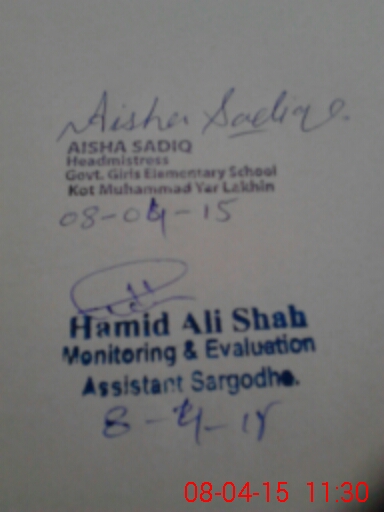 Aisha Sadiq.
AISHA SADIQ
Headmistress
Govt. Girls Elementary School
Kot Muhammad Yar Lakhin
08-04-15
Hamid Ali Shah
Monitoring & Evaluation
Assistant Sargodha.
8-4-15
08-04-15 11:30